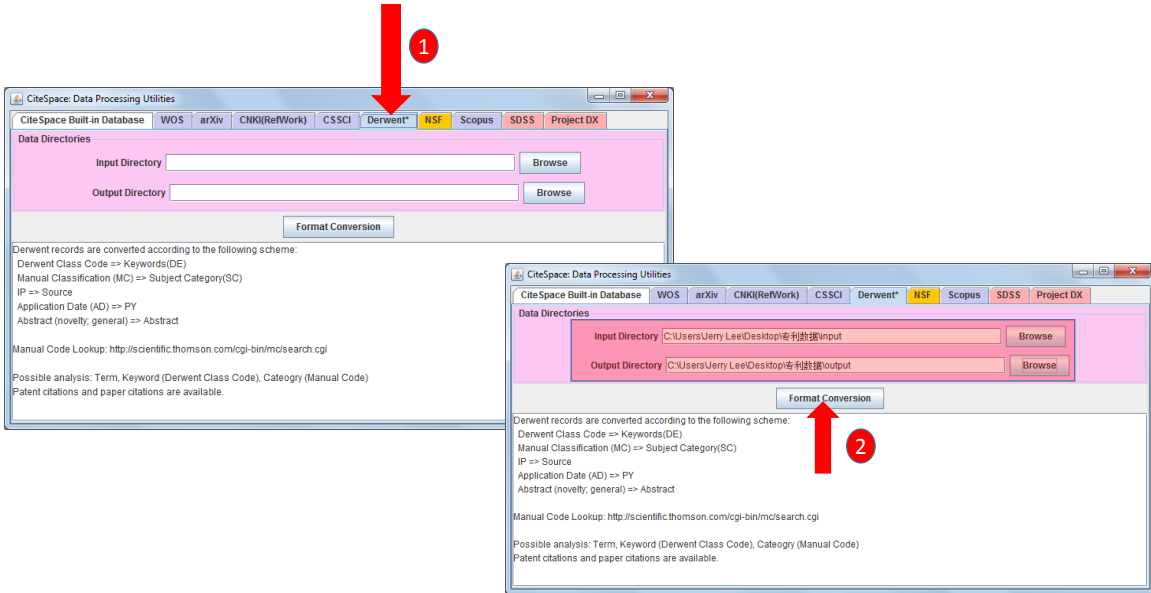 1
CiteSpace: Data Processing Utilities
CiteSpace Built-in Database WOS arXiv CNKI(RefWork) CSSCI Derwent* NSF Scopus SDSS Project DX
Data Directories
Input Directory Browse
Output Directory Browse
Format Conversion
Derwent records are converted according to the following scheme:
Derwent Class Code => Keywords(DE)
Manual Classification (MC) => Subject Category(SC)
IP => Source
Application Date (AD) => PY
Abstract (novelty; general) => Abstract
Manual Code Lookup: http://scientific.thomson.com/cgi-bin/mc/search.cgi
Possible analysis: Term, Keyword (Derwent Class Code), Cateogry (Manual Code)
Patent citations and paper citations are available.
CiteSpace: Data Processing Utilities
CiteSpace Built-in Database WOS arXiv CNKI(RefWork) CSSCI Derwent* NSF Scopus SDSS Project DX
Data Directories
Input Directory C:\Users\Jerry Lee\Desktop\专利数据\input Browse
Output Directory C:\Users\Jerry Lee\Desktop\专利数据\output Browse
Format Conversion
2
Derwent records are converted according to the following scheme:
Derwent Class Code => Keywords(DE)
Manual Classification (MC) => Subject Category(SC)
IP => Source
Application Date (AD) => PY
Abstract (novelty; general) => Abstract
Manual Code Lookup: http://scientific.thomson.com/cgi-bin/mc/search.cgi
Possible analysis: Term, Keyword (Derwent Class Code), Cateogry (Manual Code)
Patent citations and paper citations are available.